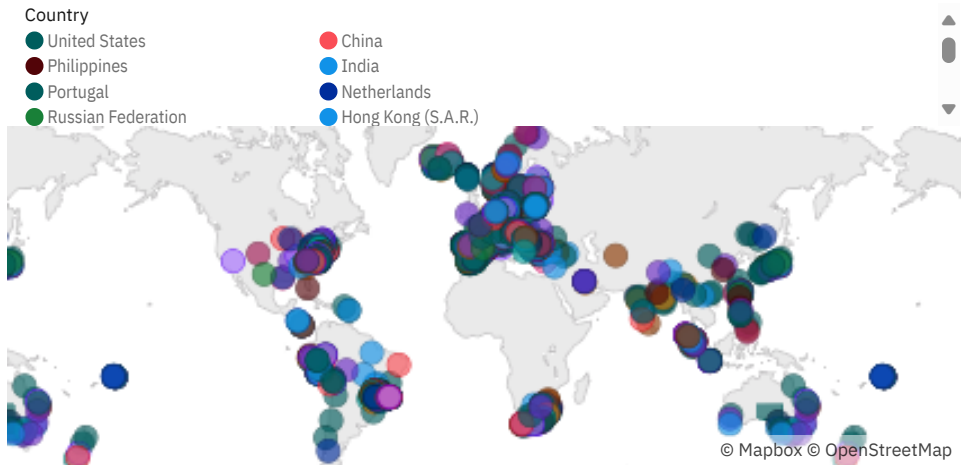 Country
United States
China
Philippines
India
Portugal
Netherlands
Russian Federation
Hong Kong (S.A.R.)
© Mapbox © OpenStreetMap